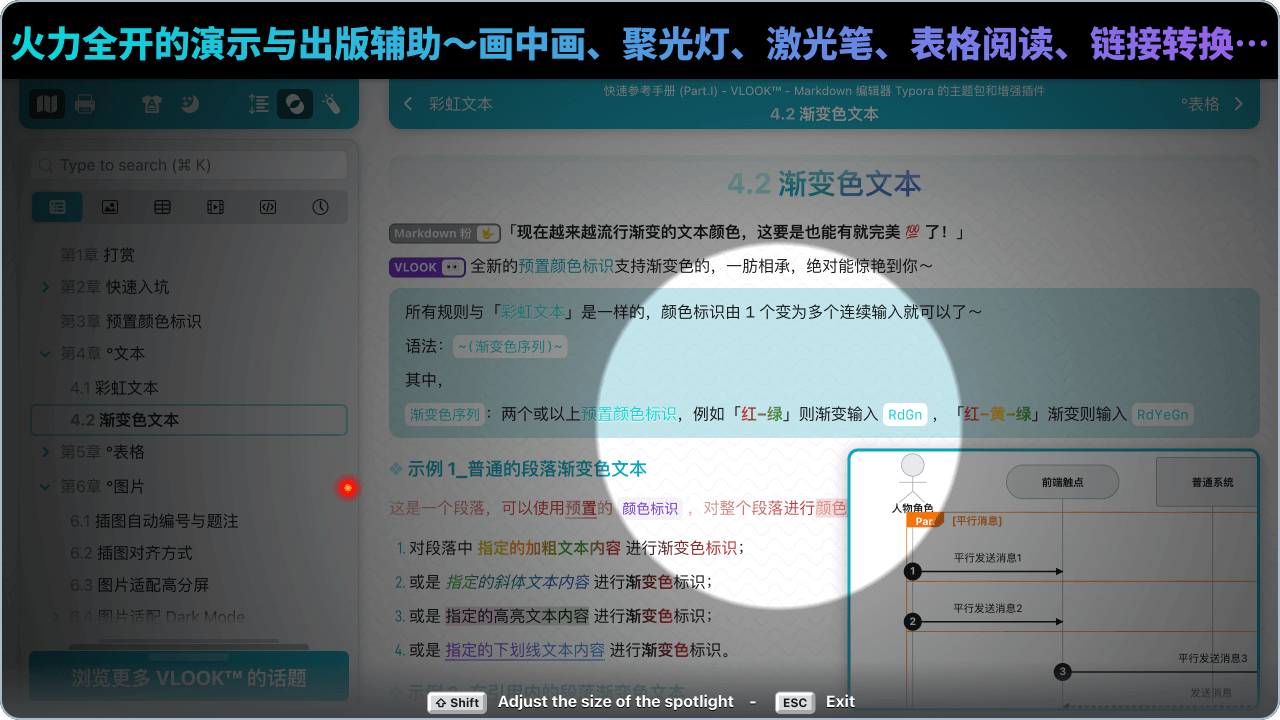 火力全开的演示与出版辅助～画中画、聚光灯、激光笔、表格阅读、链接转换…
彩虹文本
快速参考手册 (Part.I) - VLOOK™ - Markdown 编辑器 Typora 的主题包和增强插件
4.2 渐变色文本
°表格
Type to search (⌘ K)
第1章 打赏
第2章 快速入坑
第3章 预置颜色标识
第4章 °文本
4.1 彩虹文本
4.2 渐变色文本
第5章 °表格
第6章 °图片
6.1 插图自动编号与题注
6.2 插图对齐方式
6.3 图片适配高分屏
6.4 图片适配 Dark Mode
浏览更多 VLOOK™ 的话题
4.2 渐变色文本
Markdown 粉 🤟「现在越来越流行渐变的文本颜色，这要是也能有就完美 💯 了！」
VLOOK 👀 全新的预置颜色标识支持渐变色的，一脉相承，绝对能惊艳到你～
所有规则与「彩虹文本」是一样的，颜色标识由 1 个变为多个连续输入就可以了～
语法： ~(渐变色序列)~
其中，
渐变色序列： 两个或以上预置颜色标识，例如「红-绿」则渐变输入 RdGn ，「红-黄-绿」渐变则输入 RdYeGn
❖ 示例 1_普通的段落渐变色文本
这是一个段落，可以使用预置的 颜色标识 ，对整个段落进行颜色
1. 对段落中 指定的加粗文本内容 进行渐变色标识；
2. 或是 指定的斜体文本内容 进行渐变色标识；
3. 或是 指定的高亮文本内容 进行渐变色标识；
4. 或是 指定的下划线文本内容 进行渐变色标识。
人物角色
前端触点
普通系统
Par.
[平行消息]
平行发送消息1
1
平行发送消息2
2
平行发送消息3
3
发送消息
⇧ Shift Adjust the size of the spotlight - ESC Exit